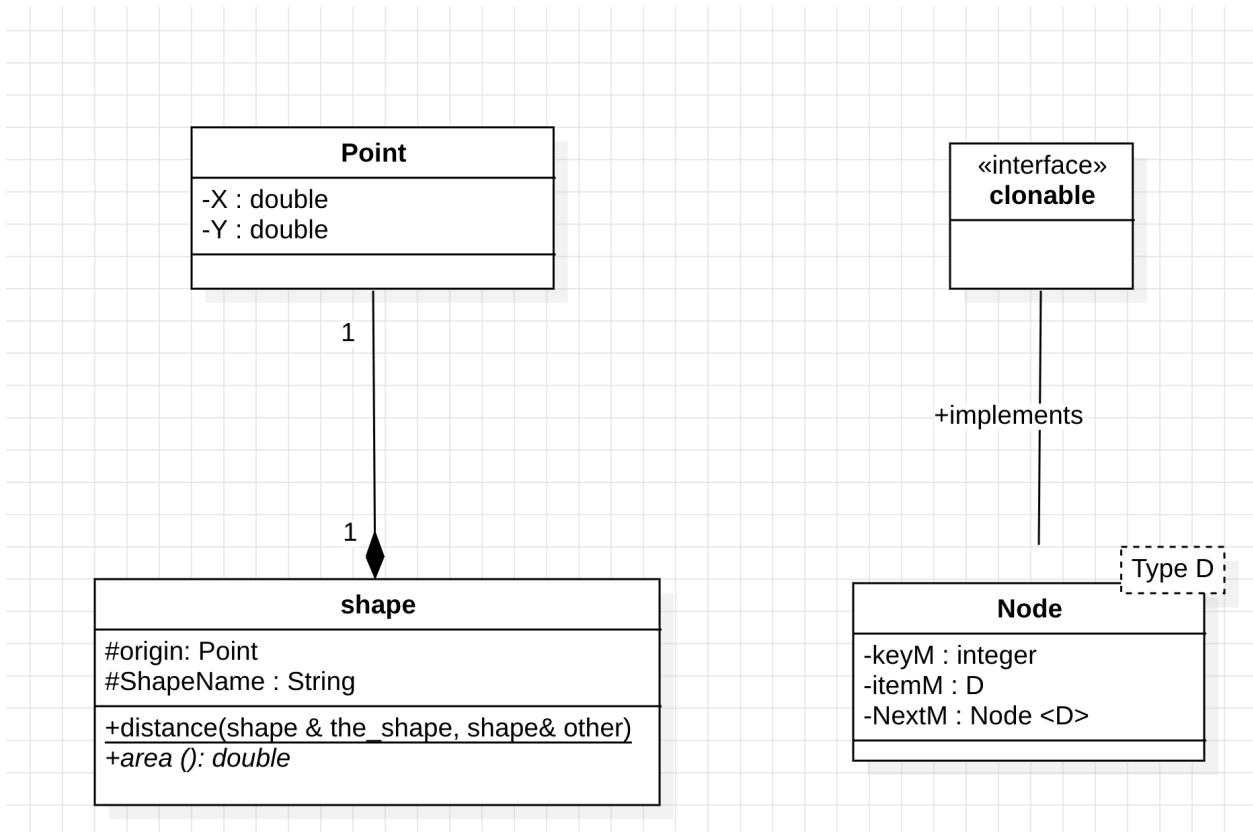 Point
-X : double
-Y : double
1
1
shape
#origin: Point
#ShapeName : String
+distance(shape & the_shape, shape& other)
+area (): double
«interface»
clonable
+implements
Type D
Node
-keyM : integer
-itemM : D
-NextM : Node <D>